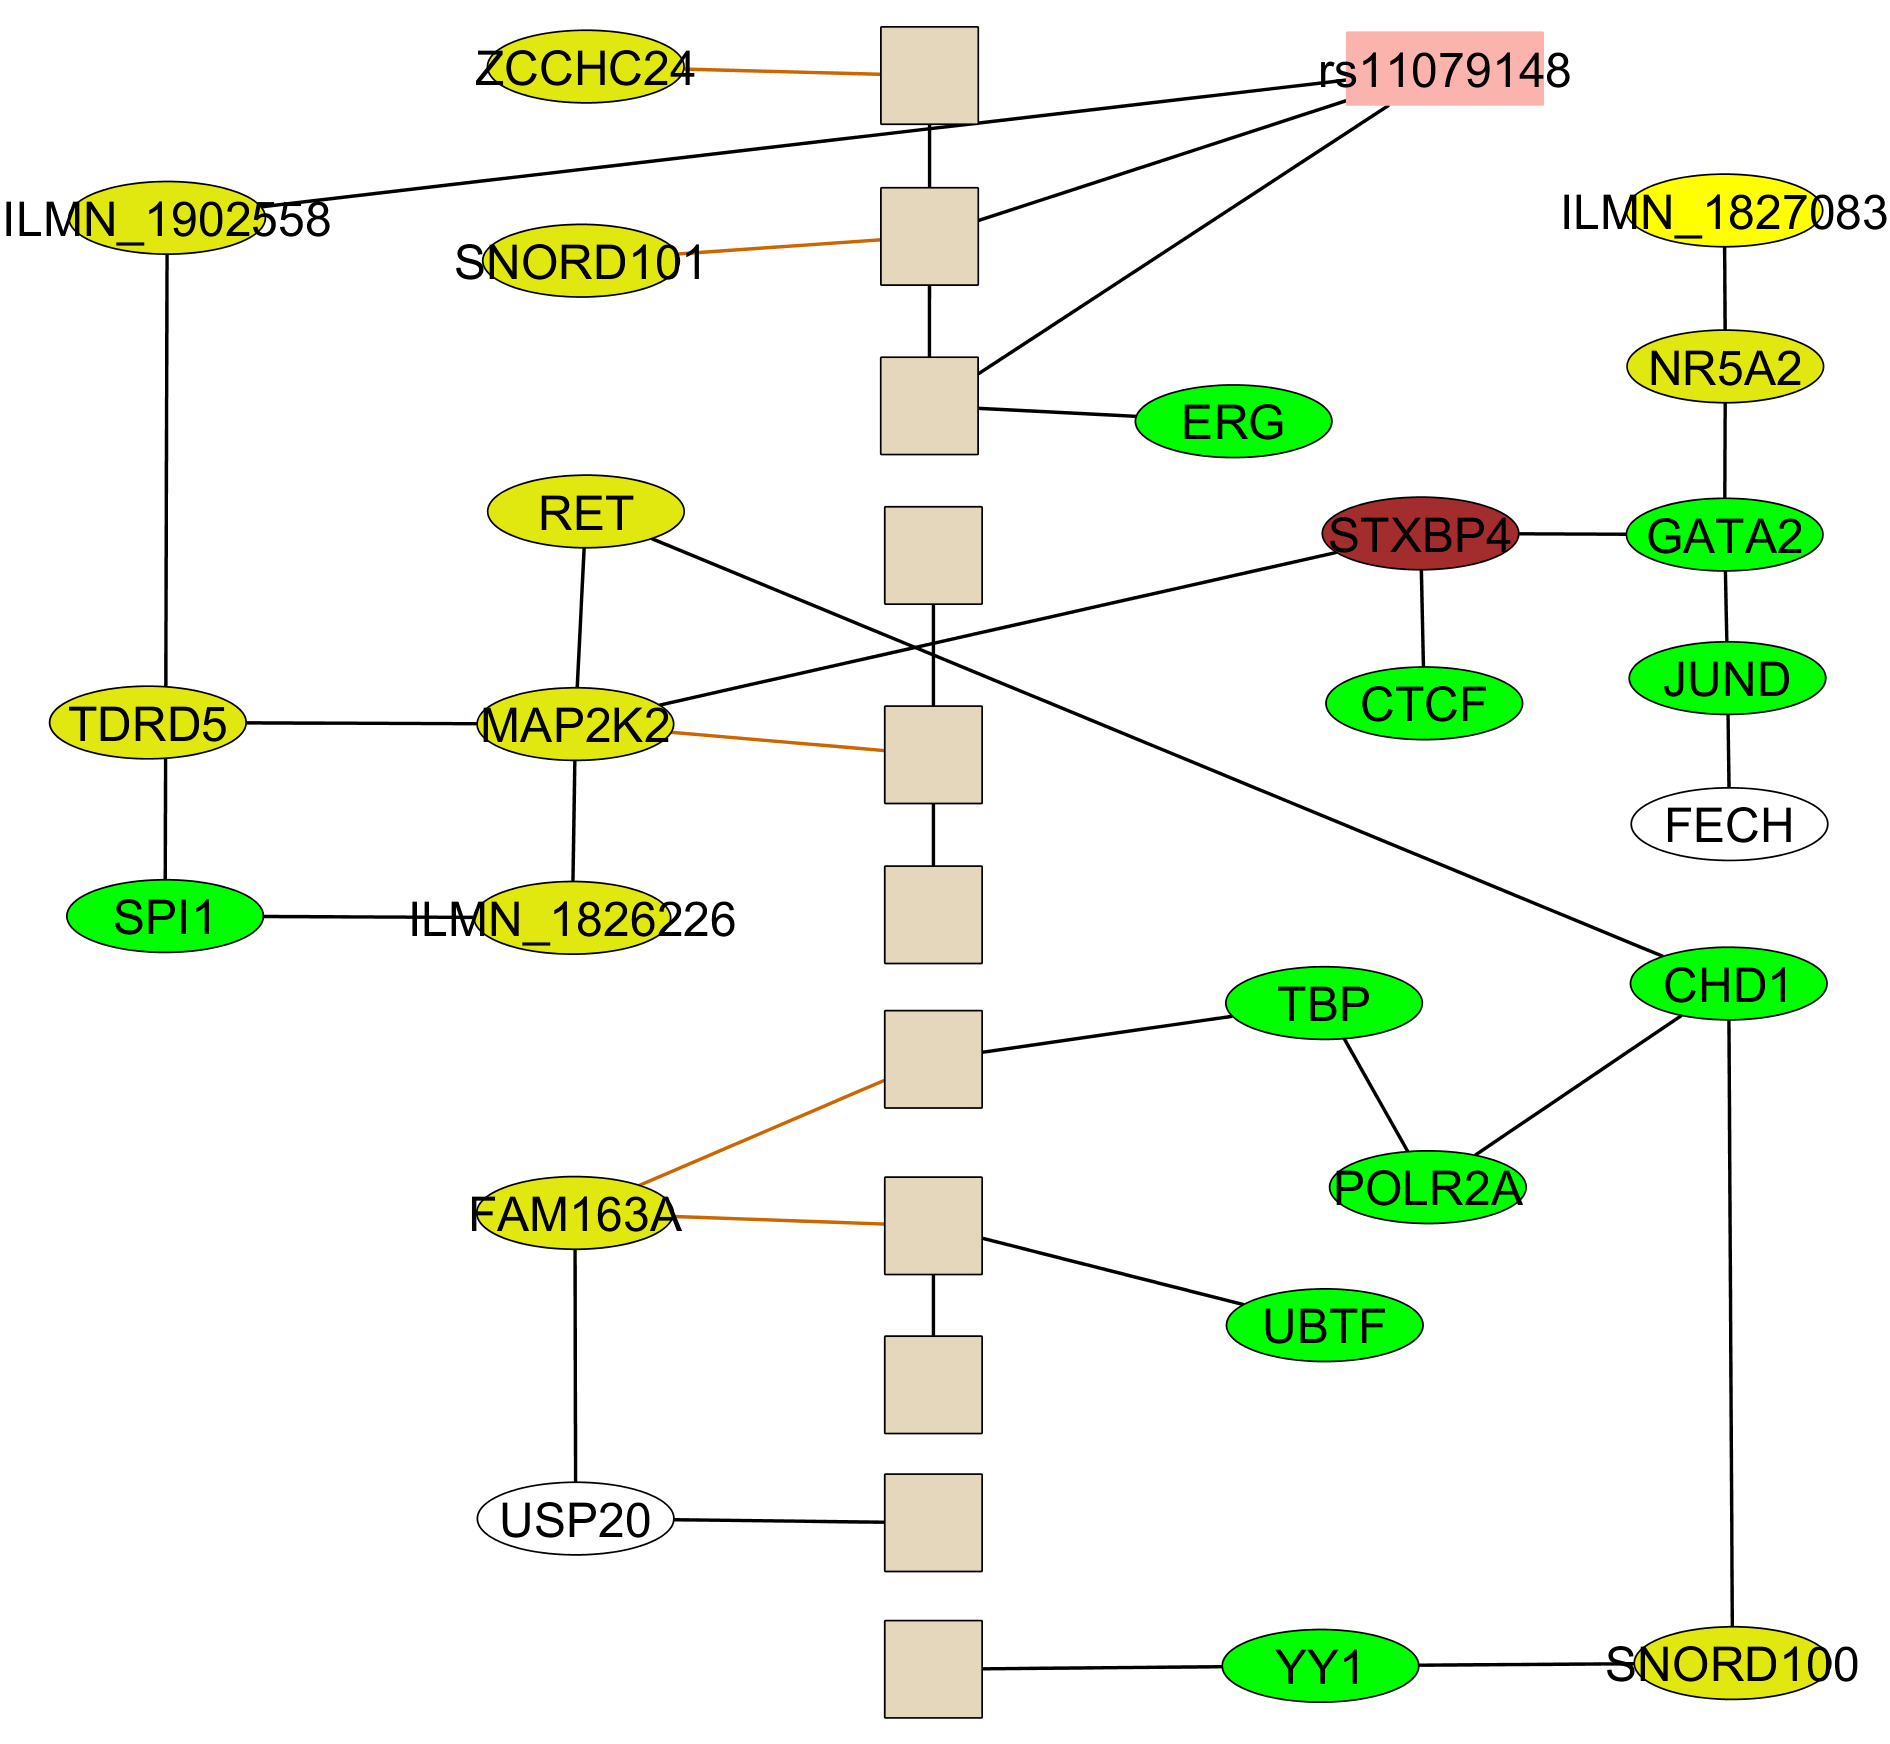 ZCCHC24
rs11079148
ILMN_1902558
ILMN_1827083
SNORD101
NR5A2
ERG
RET
STXBP4
GATA2
JUND
CTCF
TDRD5
MAP2K2
FECH
SPI1
ILMN_1826226
CHD1
TBP
POLR2A
FAM163A
UBTF
USP20
YY1
SNORD100